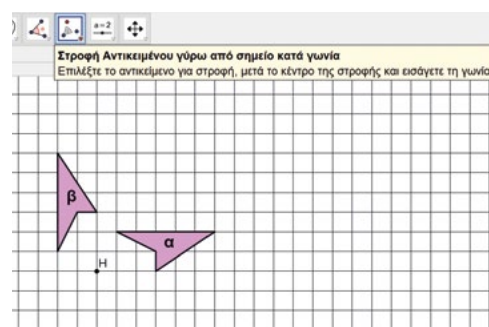 a=2
Στροφή Αντικειμένου γύρω από σημείο κατά γωνία
Επιλέξτε το αντικείμενο για στροφή, μετά το κέντρο της στροφής και εισάγετε τη γωνία
β
α
H